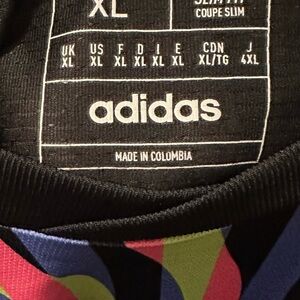 XL
SLIM FIT
COUPE SLIM
UK US F D I E CDN J
XL XL XL XL XL XL XL/TG 4XL
adidas
MADE IN COLOMBIA